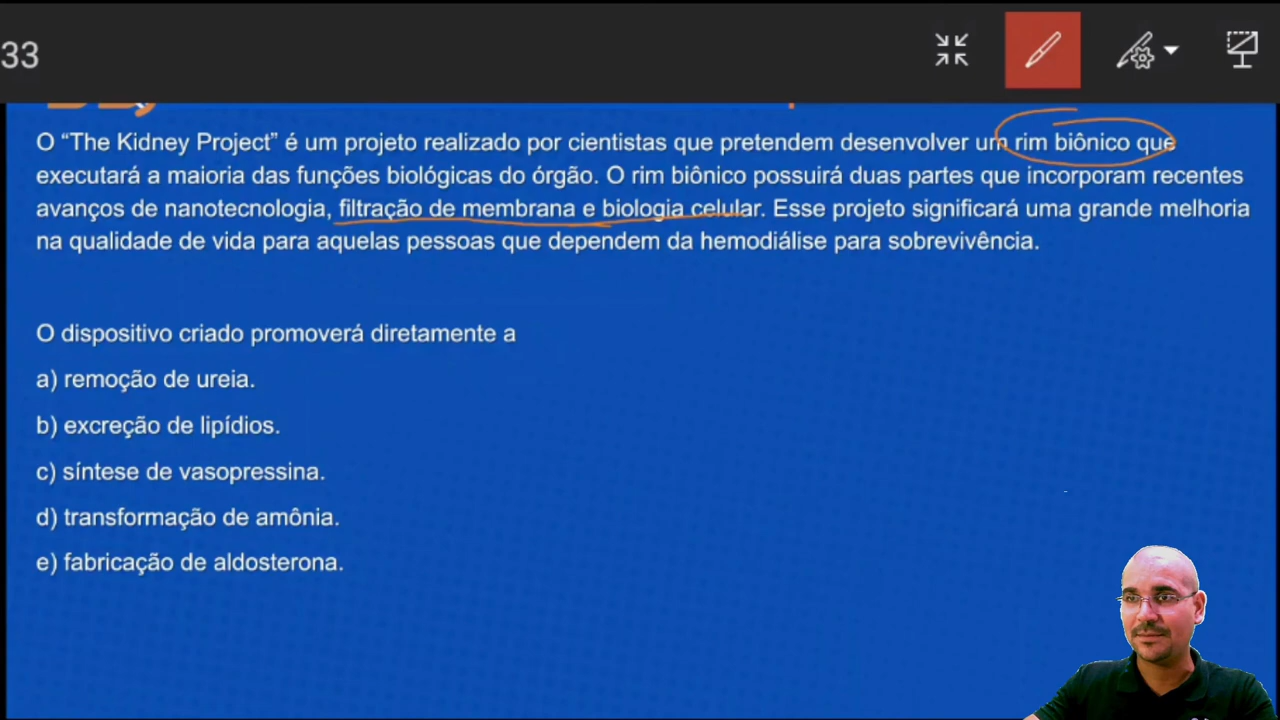 33
O “The Kidney Project” é um projeto realizado por cientistas que pretendem desenvolver um rim biônico que
executará a maioria das funções biológicas do órgão. O rim biônico possuirá duas partes que incorporam recentes
avanços de nanotecnologia, filtração de membrana e biologia celular. Esse projeto significará uma grande melhoria
na qualidade de vida para aquelas pessoas que dependem da hemodiálise para sobrevivência.
O dispositivo criado promoverá diretamente a
a) remoção de ureia.
b) excreção de lipídios.
c) síntese de vasopressina.
d) transformação de amônia.
e) fabricação de aldosterona.